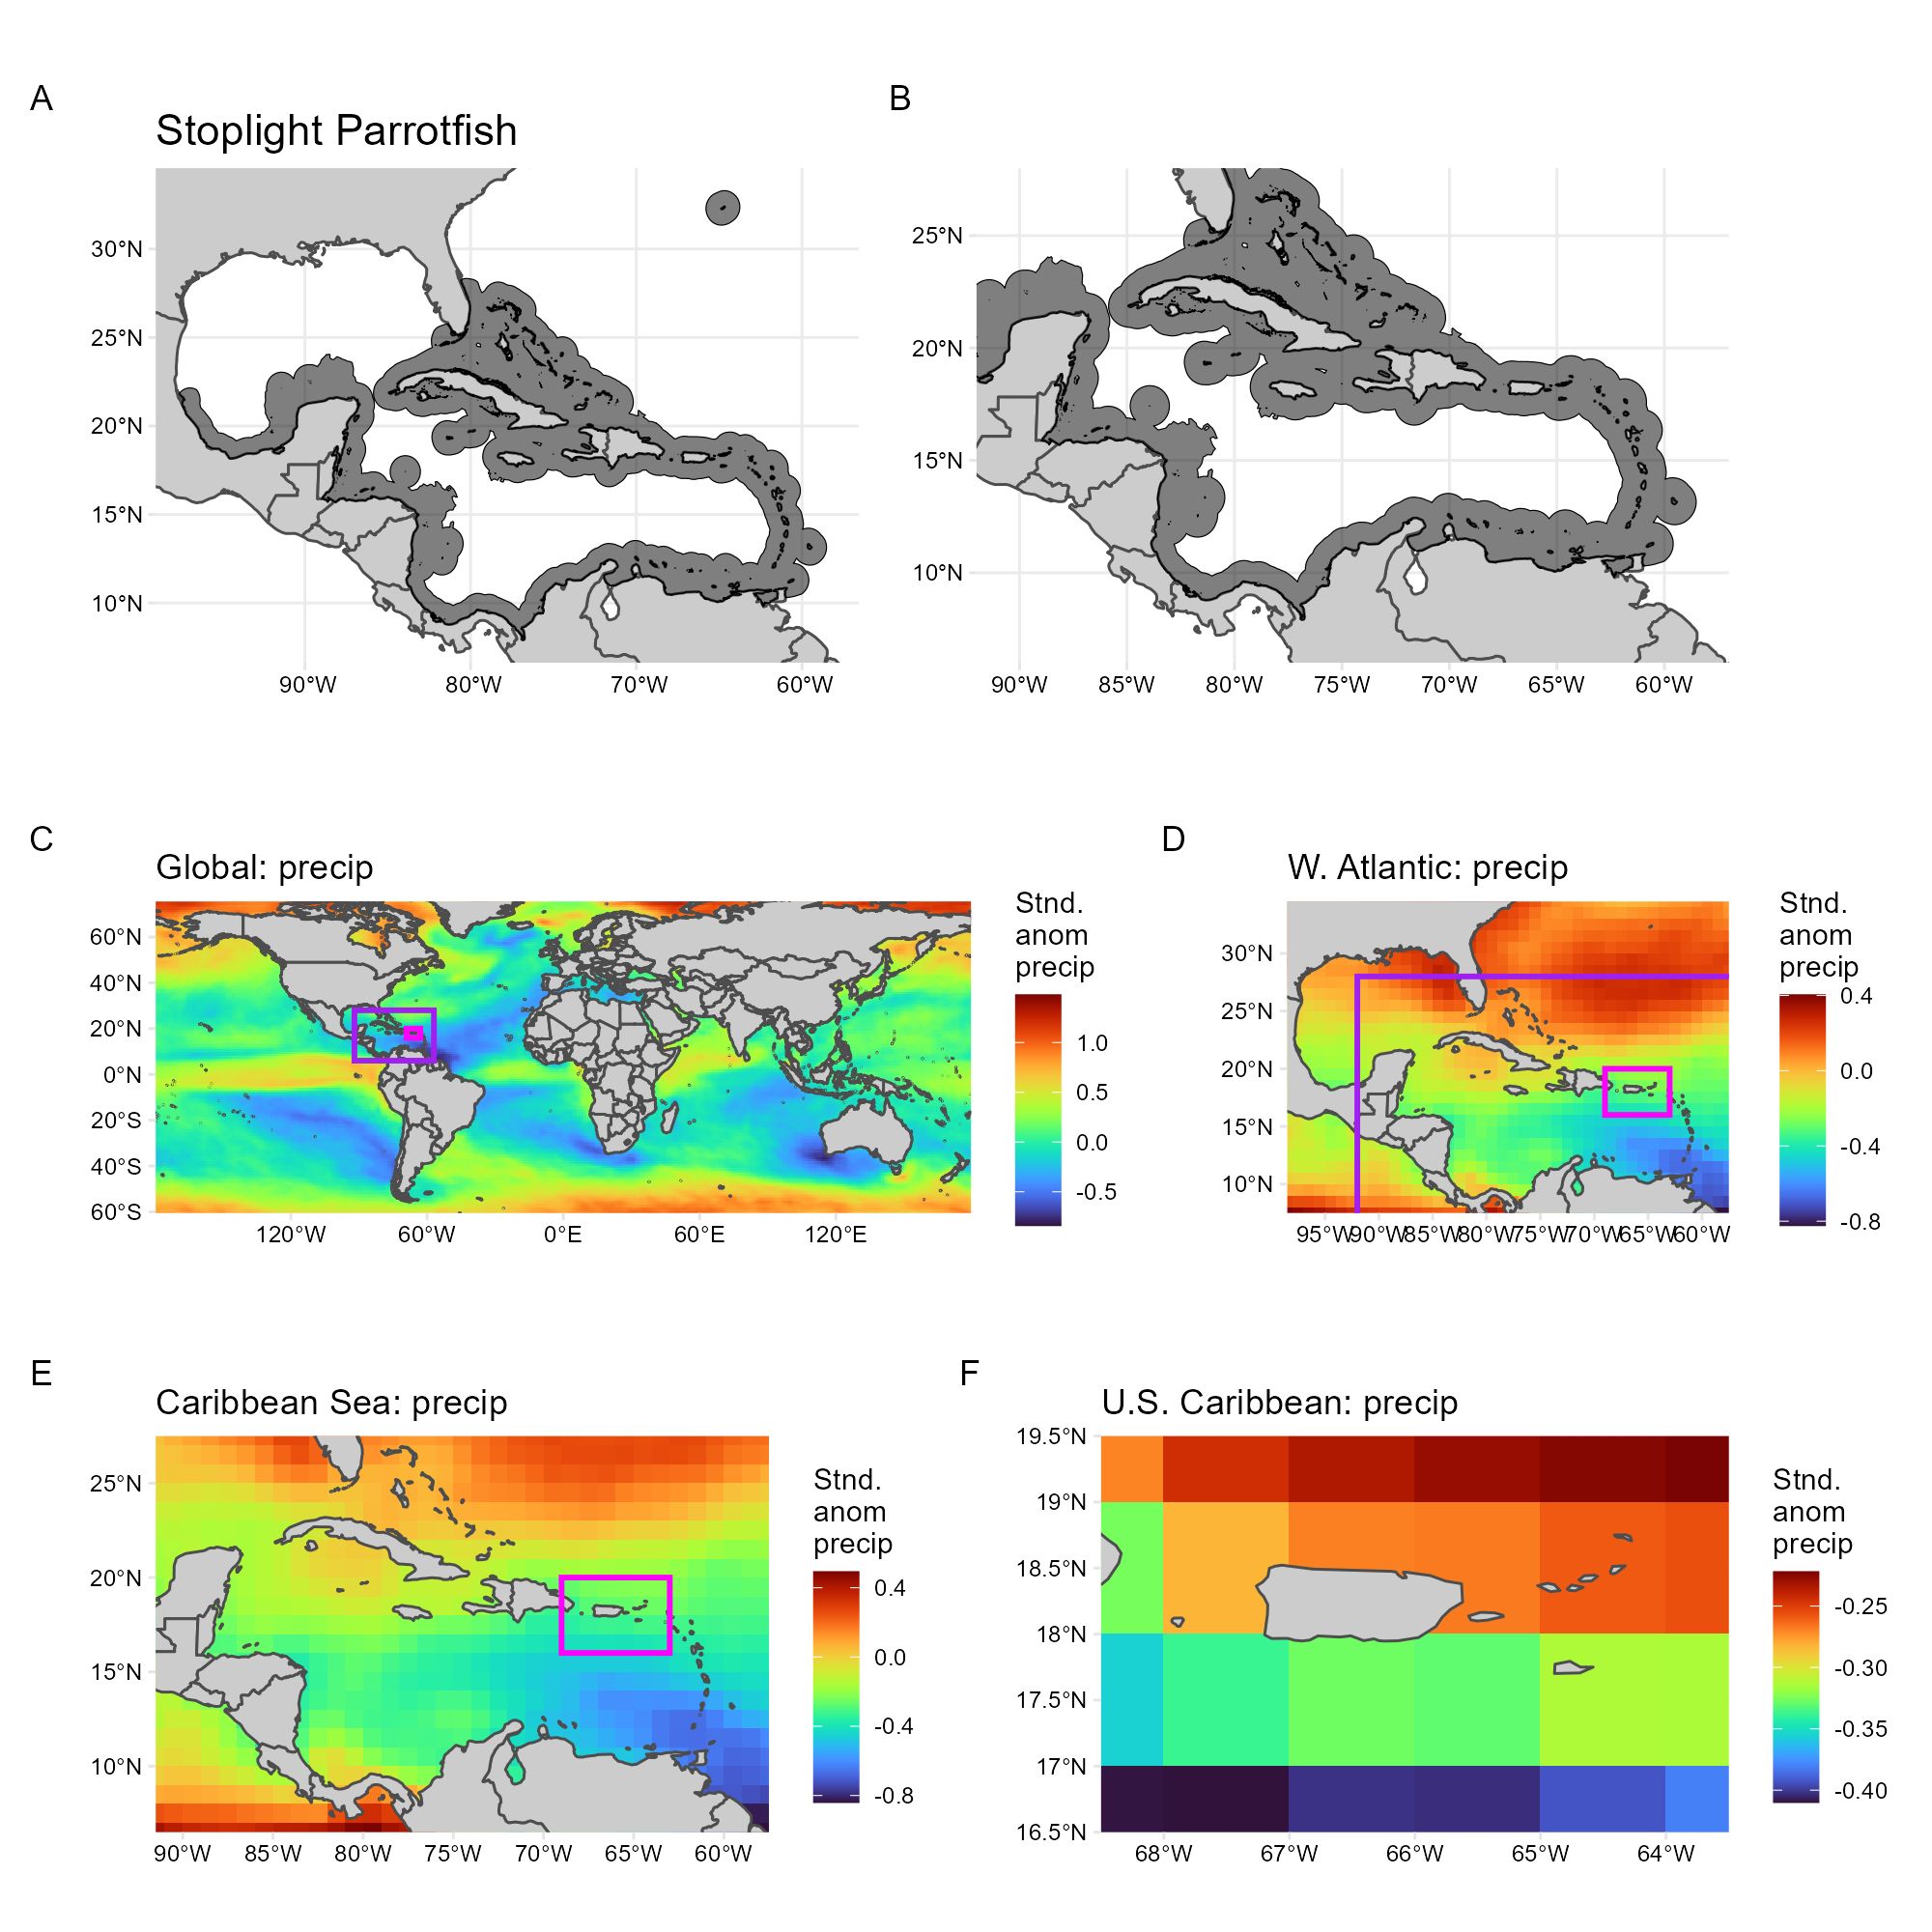 A
B
Stoplight Parrotfish
30°N
25°N
20°N
15°N
10°N
90°W 80°W 70°W 60°W
25°N
20°N
15°N
10°N
90°W 85°W 80°W 75°W 70°W 65°W 60°W
C
Global: precip
60°N
40°N
20°N
0°N
20°S
40°S
60°S
120°W 60°W 0°E 60°E 120°E
Stnd.
anom
precip
1.0
0.5
0.0
-0.5
D
W. Atlantic: precip
30°N
25°N
20°N
15°N
10°N
95°W 90°W 85°W 80°W 75°W 70°W 65°W 60°W
Stnd.
anom
precip
0.4
0.0
-0.4
-0.8
E
Caribbean Sea: precip
25°N
20°N
15°N
10°N
90°W 85°W 80°W 75°W 70°W 65°W 60°W
Stnd.
anom
precip
0.4
0.0
-0.4
-0.8
F
U.S. Caribbean: precip
19.5°N
19°N
18.5°N
18°N
17.5°N
17°N
16.5°N
68°W 67°W 66°W 65°W 64°W
Stnd.
anom
precip
-0.25
-0.30
-0.35
-0.40